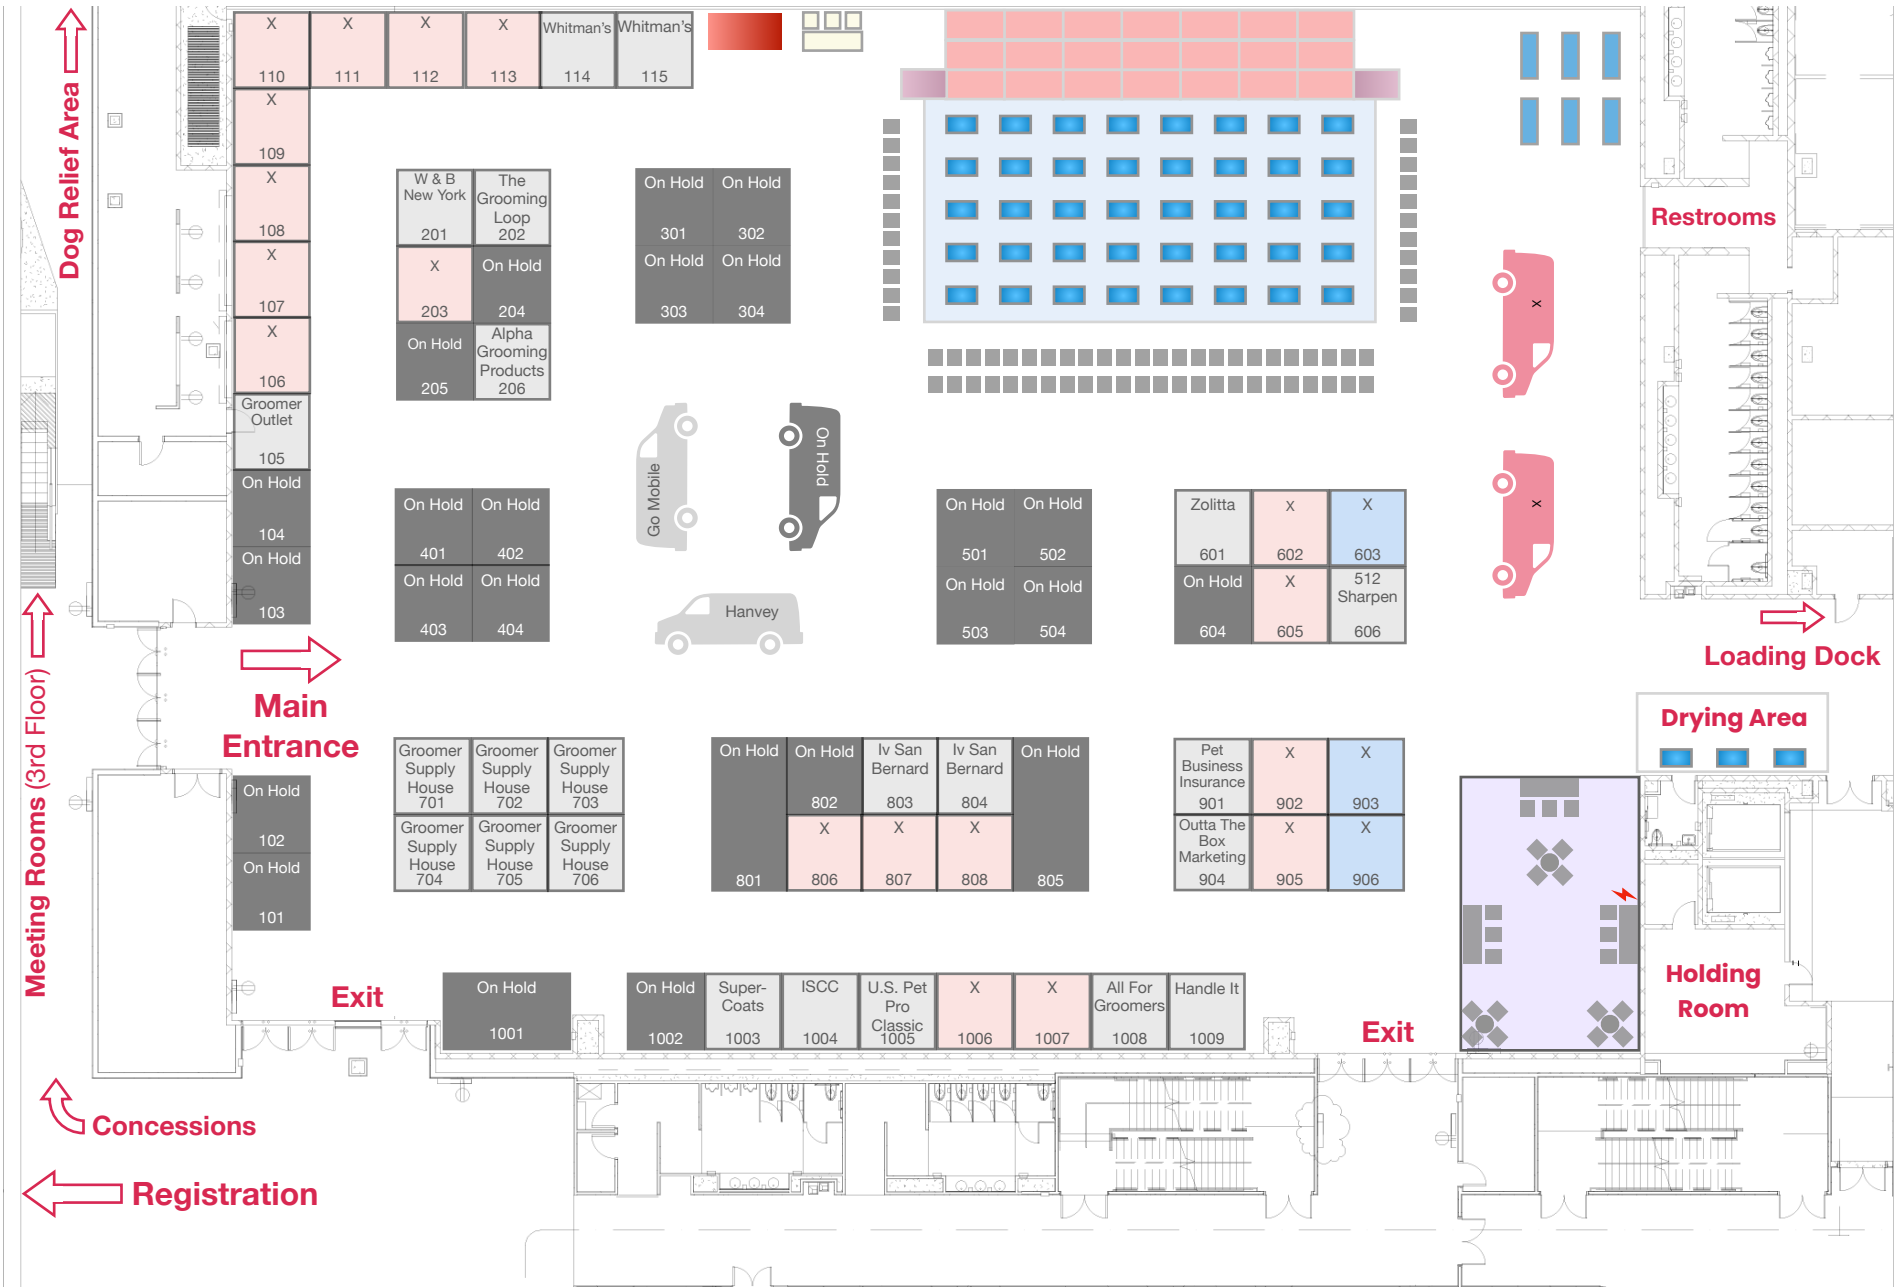 Dog Relief Area
Meeting Rooms (3rd Floor)
X
110
X
111
X
112
X
113
Whitman's
114
Whitman's
115
X
109
X
108
X
107
X
106
Groomer
Outlet
105
On Hold
104
On Hold
103
W & B
New York
201
The
Grooming
Loop
202
X
203
On Hold
204
On Hold
205
Alpha
Grooming
Products
206
On Hold
301
On Hold
302
On Hold
303
On Hold
304
Restrooms
X
X
Go Mobile
On Hold
Hanvey
On Hold
401
On Hold
402
On Hold
403
On Hold
404
On Hold
501
On Hold
502
On Hold
503
On Hold
504
Zolitta
601
X
602
X
603
On Hold
604
X
605
512
Sharpen
606
Loading Dock
Main
Entrance
Drying Area
On Hold
102
On Hold
101
Groomer
Supply
House
701
Groomer
Supply
House
702
Groomer
Supply
House
703
Groomer
Supply
House
704
Groomer
Supply
House
705
Groomer
Supply
House
706
On Hold
801
On Hold
802
Iv San
Bernard
803
Iv San
Bernard
804
On Hold
805
X
806
X
807
X
808
Pet
Business
Insurance
901
X
902
X
903
Outta The
Box
Marketing
904
X
905
X
906
Holding
Room
Exit
On Hold
1001
On Hold
1002
Super-
Coats
1003
ISCC
1004
U.S. Pet
Pro
Classic
1005
X
1006
X
1007
All For
Groomers
1008
Handle It
1009
Exit
Concessions
Registration